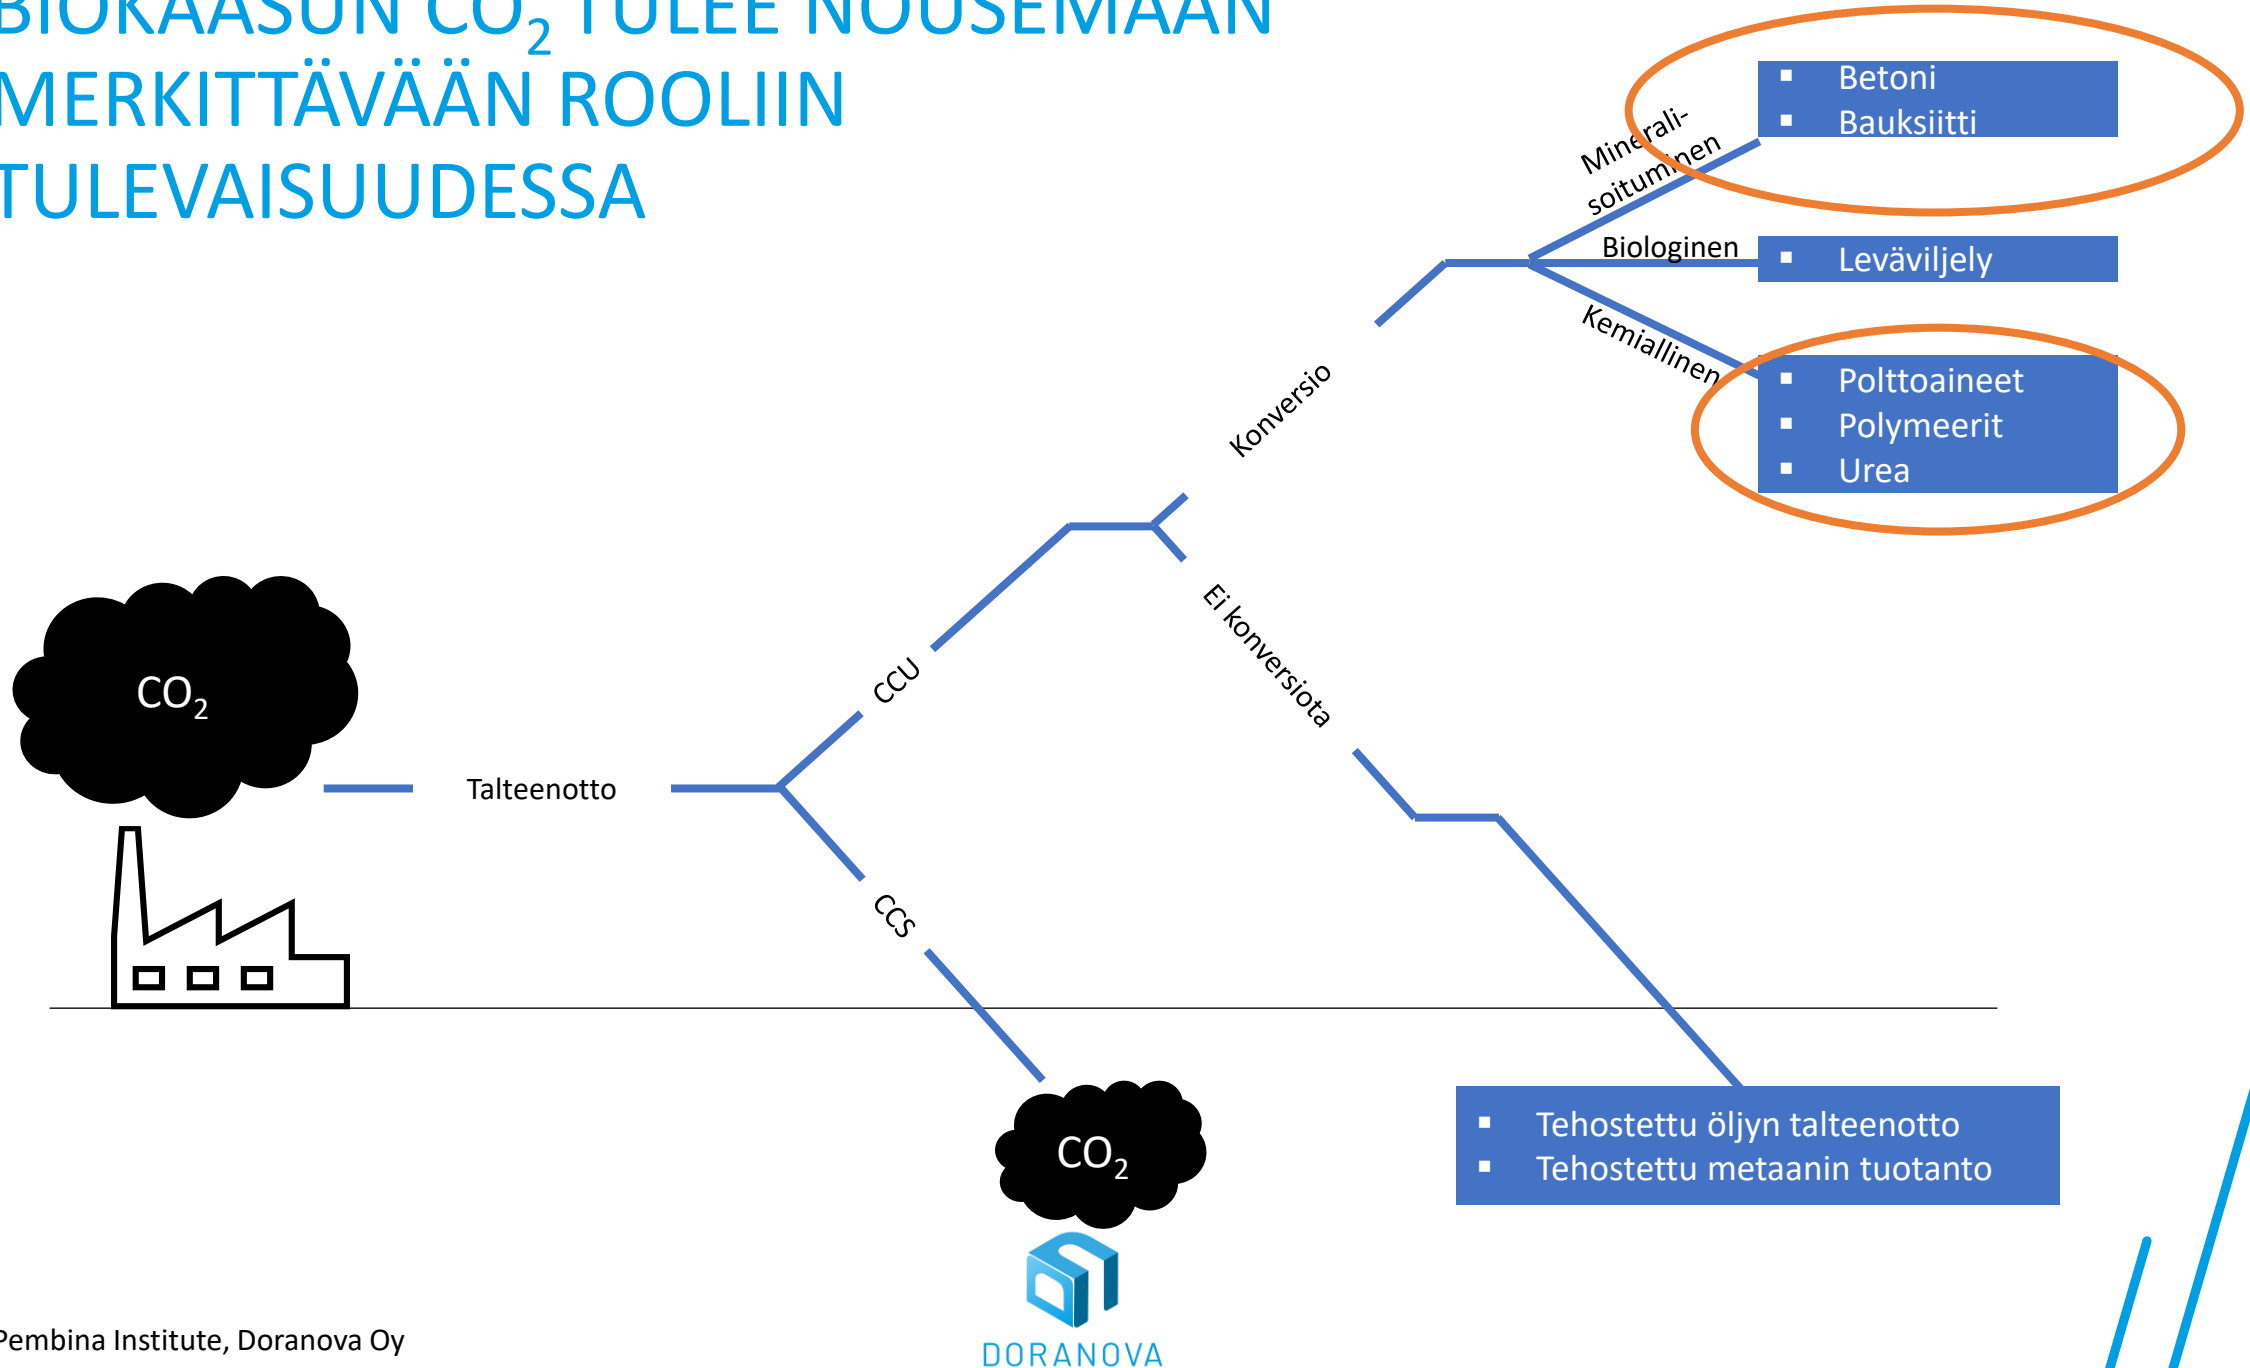 BIOKAASUN CO₂ TULEE NOUSEMAAN
MERKITTÄVÄÄN ROOLIIN
TULEVAISUUDESSA
▪ Betoni
▪ Bauksiitti
Minerali-
soituminen
Biologinen
▪ Leväviljely
Kemiallinen
▪ Polttoaineet
▪ Polymeerit
▪ Urea
Konversio
Ei konversiota
CCU
CO₂
Talteenotto
CCS
CO₂
▪ Tehostettu öljyn talteenotto
▪ Tehostettu metaanin tuotanto
Pembina Institute, Doranova Oy
DORANOVA